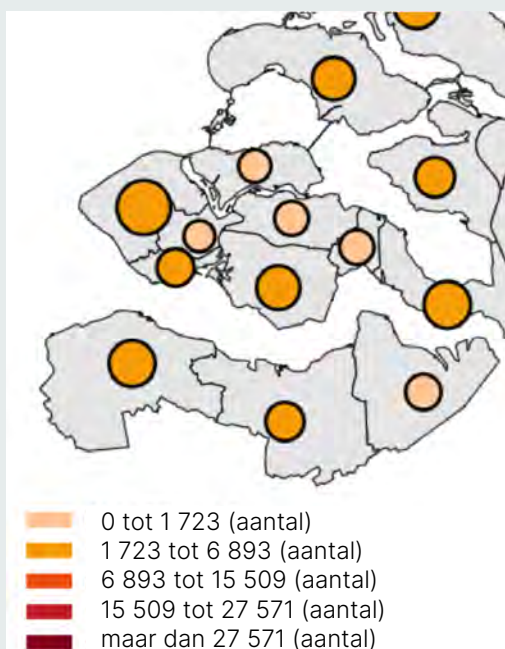 0 tot 1 723 (aantal)
1 723 tot 6 893 (aantal)
6 893 tot 15 509 (aantal)
15 509 tot 27 571 (aantal)
maar dan 27 571 (aantal)